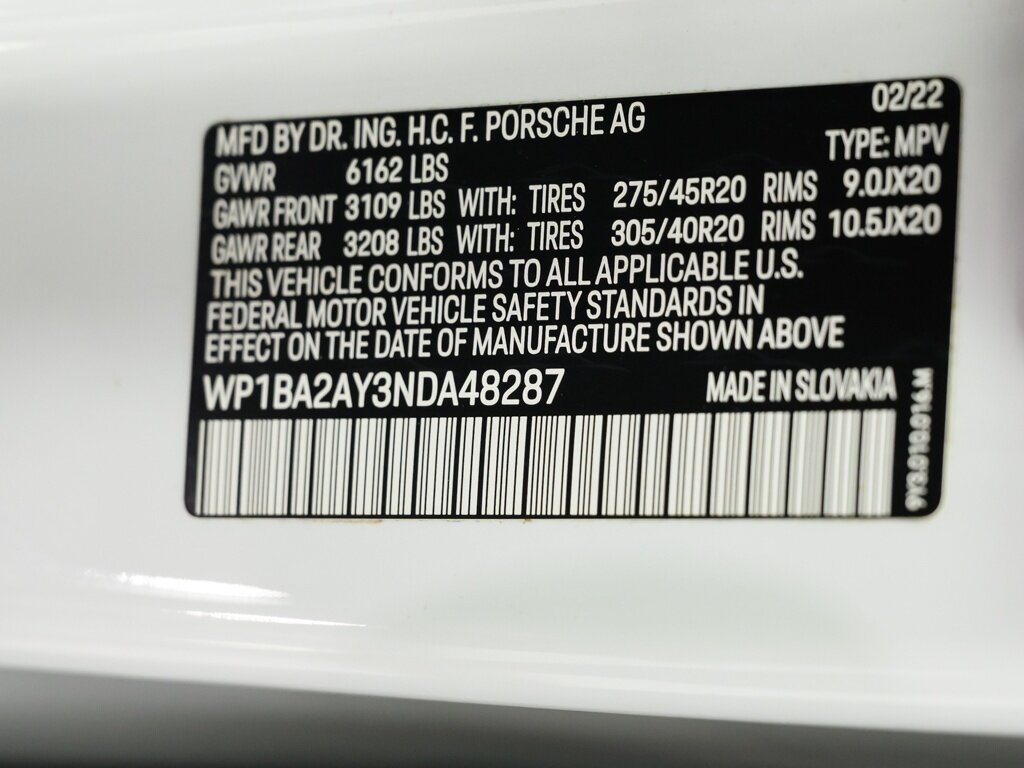 02/22
MFD BY DR. ING. H.C. F. PORSCHE AG
TYPE: MPV
GVWR 6162 LBS
GAWR FRONT 3109 LBS WITH: TIRES 275/45R20 RIMS 9.0JX20
GAWR REAR 3208 LBS WITH: TIRES 305/40R20 RIMS 10.5JX20
THIS VEHICLE CONFORMS TO ALL APPLICABLE U.S.
FEDERAL MOTOR VEHICLE SAFETY STANDARDS IN
EFFECT ON THE DATE OF MANUFACTURE SHOWN ABOVE
WP1BA2AY3NDA48287 MADE IN SLOVAKIA
9Y3.010.016.M